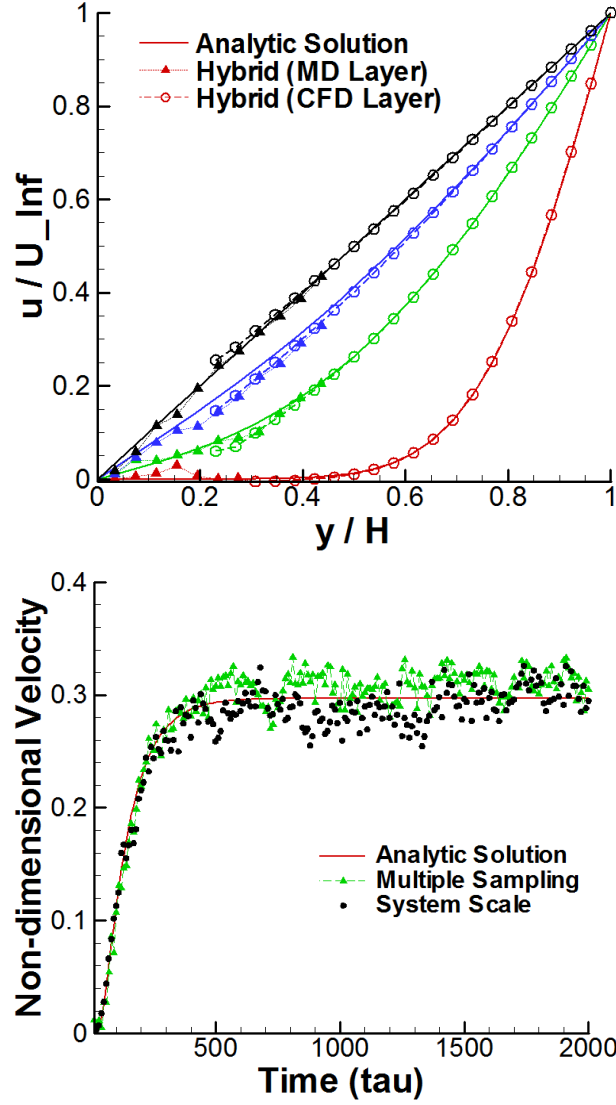 1
Analytic Solution
Hybrid (MD Layer)
Hybrid (CFD Layer)
0.8
0.6
u / U_Inf
0.4
0.2
0
0 0.2 0.4 0.6 0.8 1
y / H
0.4
0.3
Non-dimensional Velocity
0.2
Analytic Solution
Multiple Sampling
System Scale
0.1
0
500 1000 1500 2000
Time (tau)